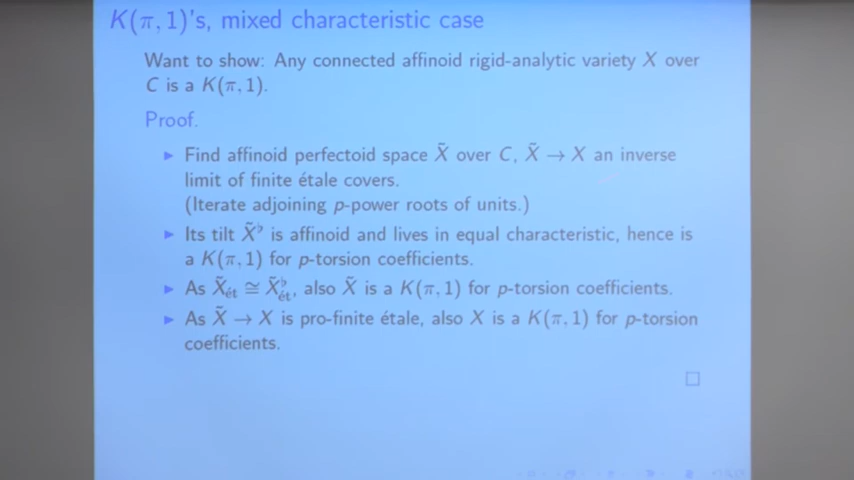 K(π, 1)'s, mixed characteristic case
Want to show: Any connected affinoid rigid-analytic variety X over
C is a K(π, 1).
Proof.
▶ Find affinoid perfectoid space X̃ over C, X̃ → X an inverse
limit of finite étale covers.
(Iterate adjoining p-power roots of units.)
▶ Its tilt X̃♭ is affinoid and lives in equal characteristic, hence is
a K(π, 1) for p-torsion coefficients.
▶ As X̃ét ≅ X̃♭ét, also X̃ is a K(π, 1) for p-torsion coefficients.
▶ As X̃ → X is pro-finite étale, also X is a K(π, 1) for p-torsion
coefficients.
□